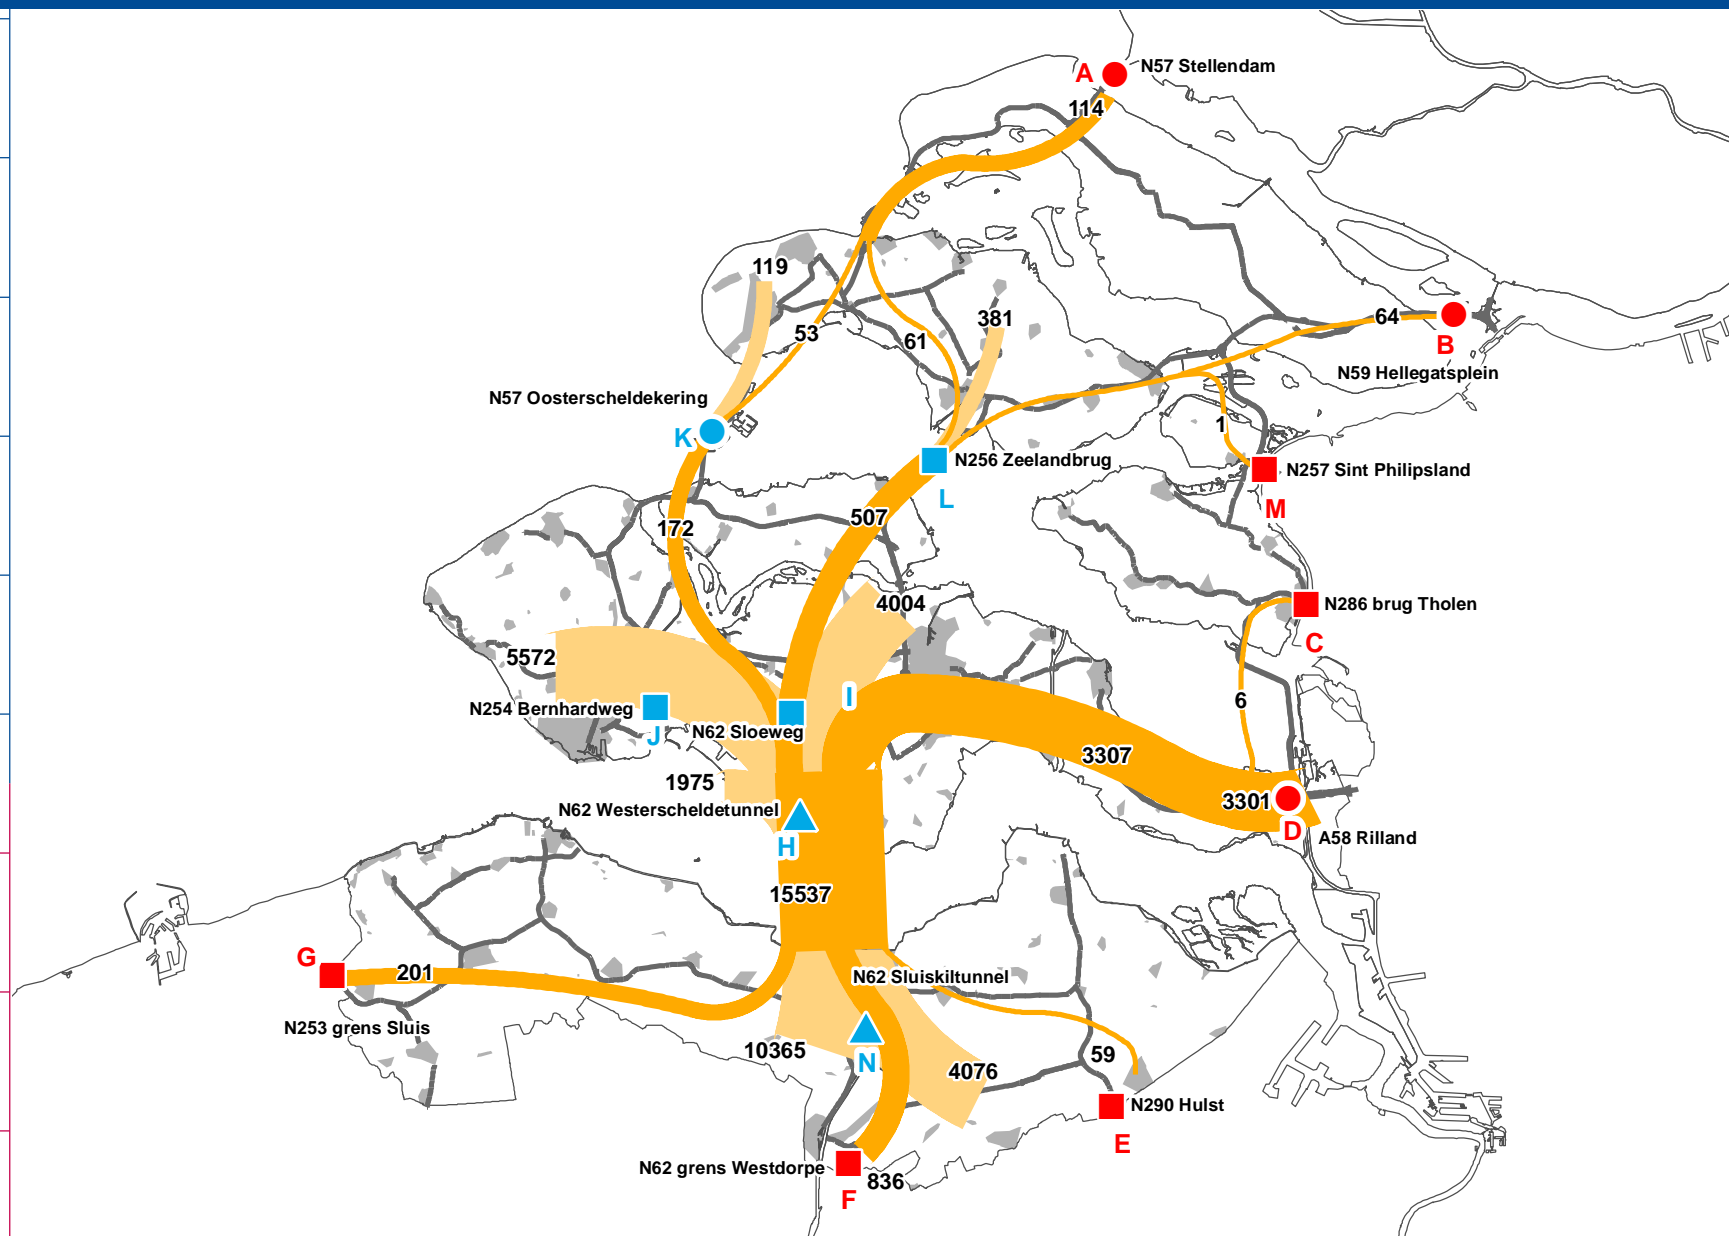 A
N57 Stellendam
114
119
53
61
381
64
B
N59 Hellegatsplein
N57 Oosterscheldekering
K
1
N256 Zeelandbrug
L
N257 Sint Philipsland
M
172
507
4004
N286 brug Tholen
C
5572
I
6
N254 Bernhardweg
J
N62 Sloeweg
3307
1975
3301
D
N62 Westerscheldetunnel
H
A58 Rilland
15537
G
201
N62 Sluiskiltunnel
N253 grens Sluis
10365
N
4076
59
N290 Hulst
E
N62 grens Westdorpe
836
F